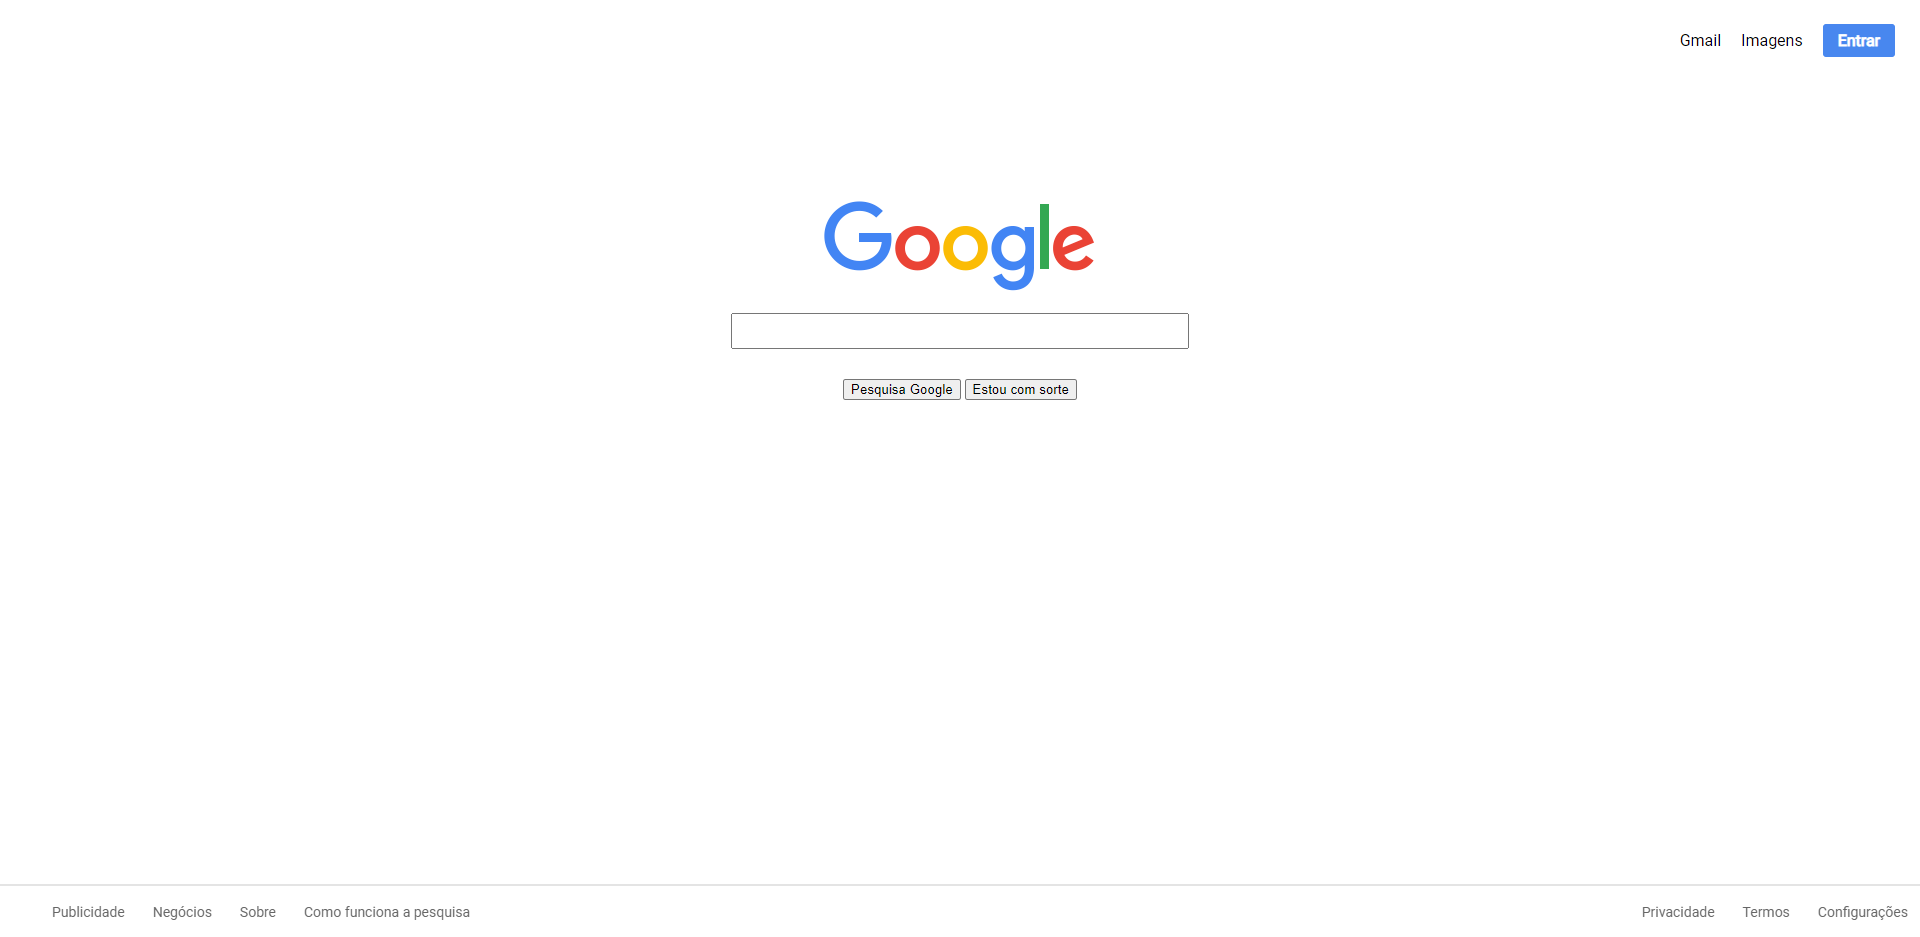 Gmail Imagens Entrar
Google
Pesquisa Google Estou com sorte
Publicidade Negócios Sobre Como funciona a pesquisa Privacidade Termos Configurações